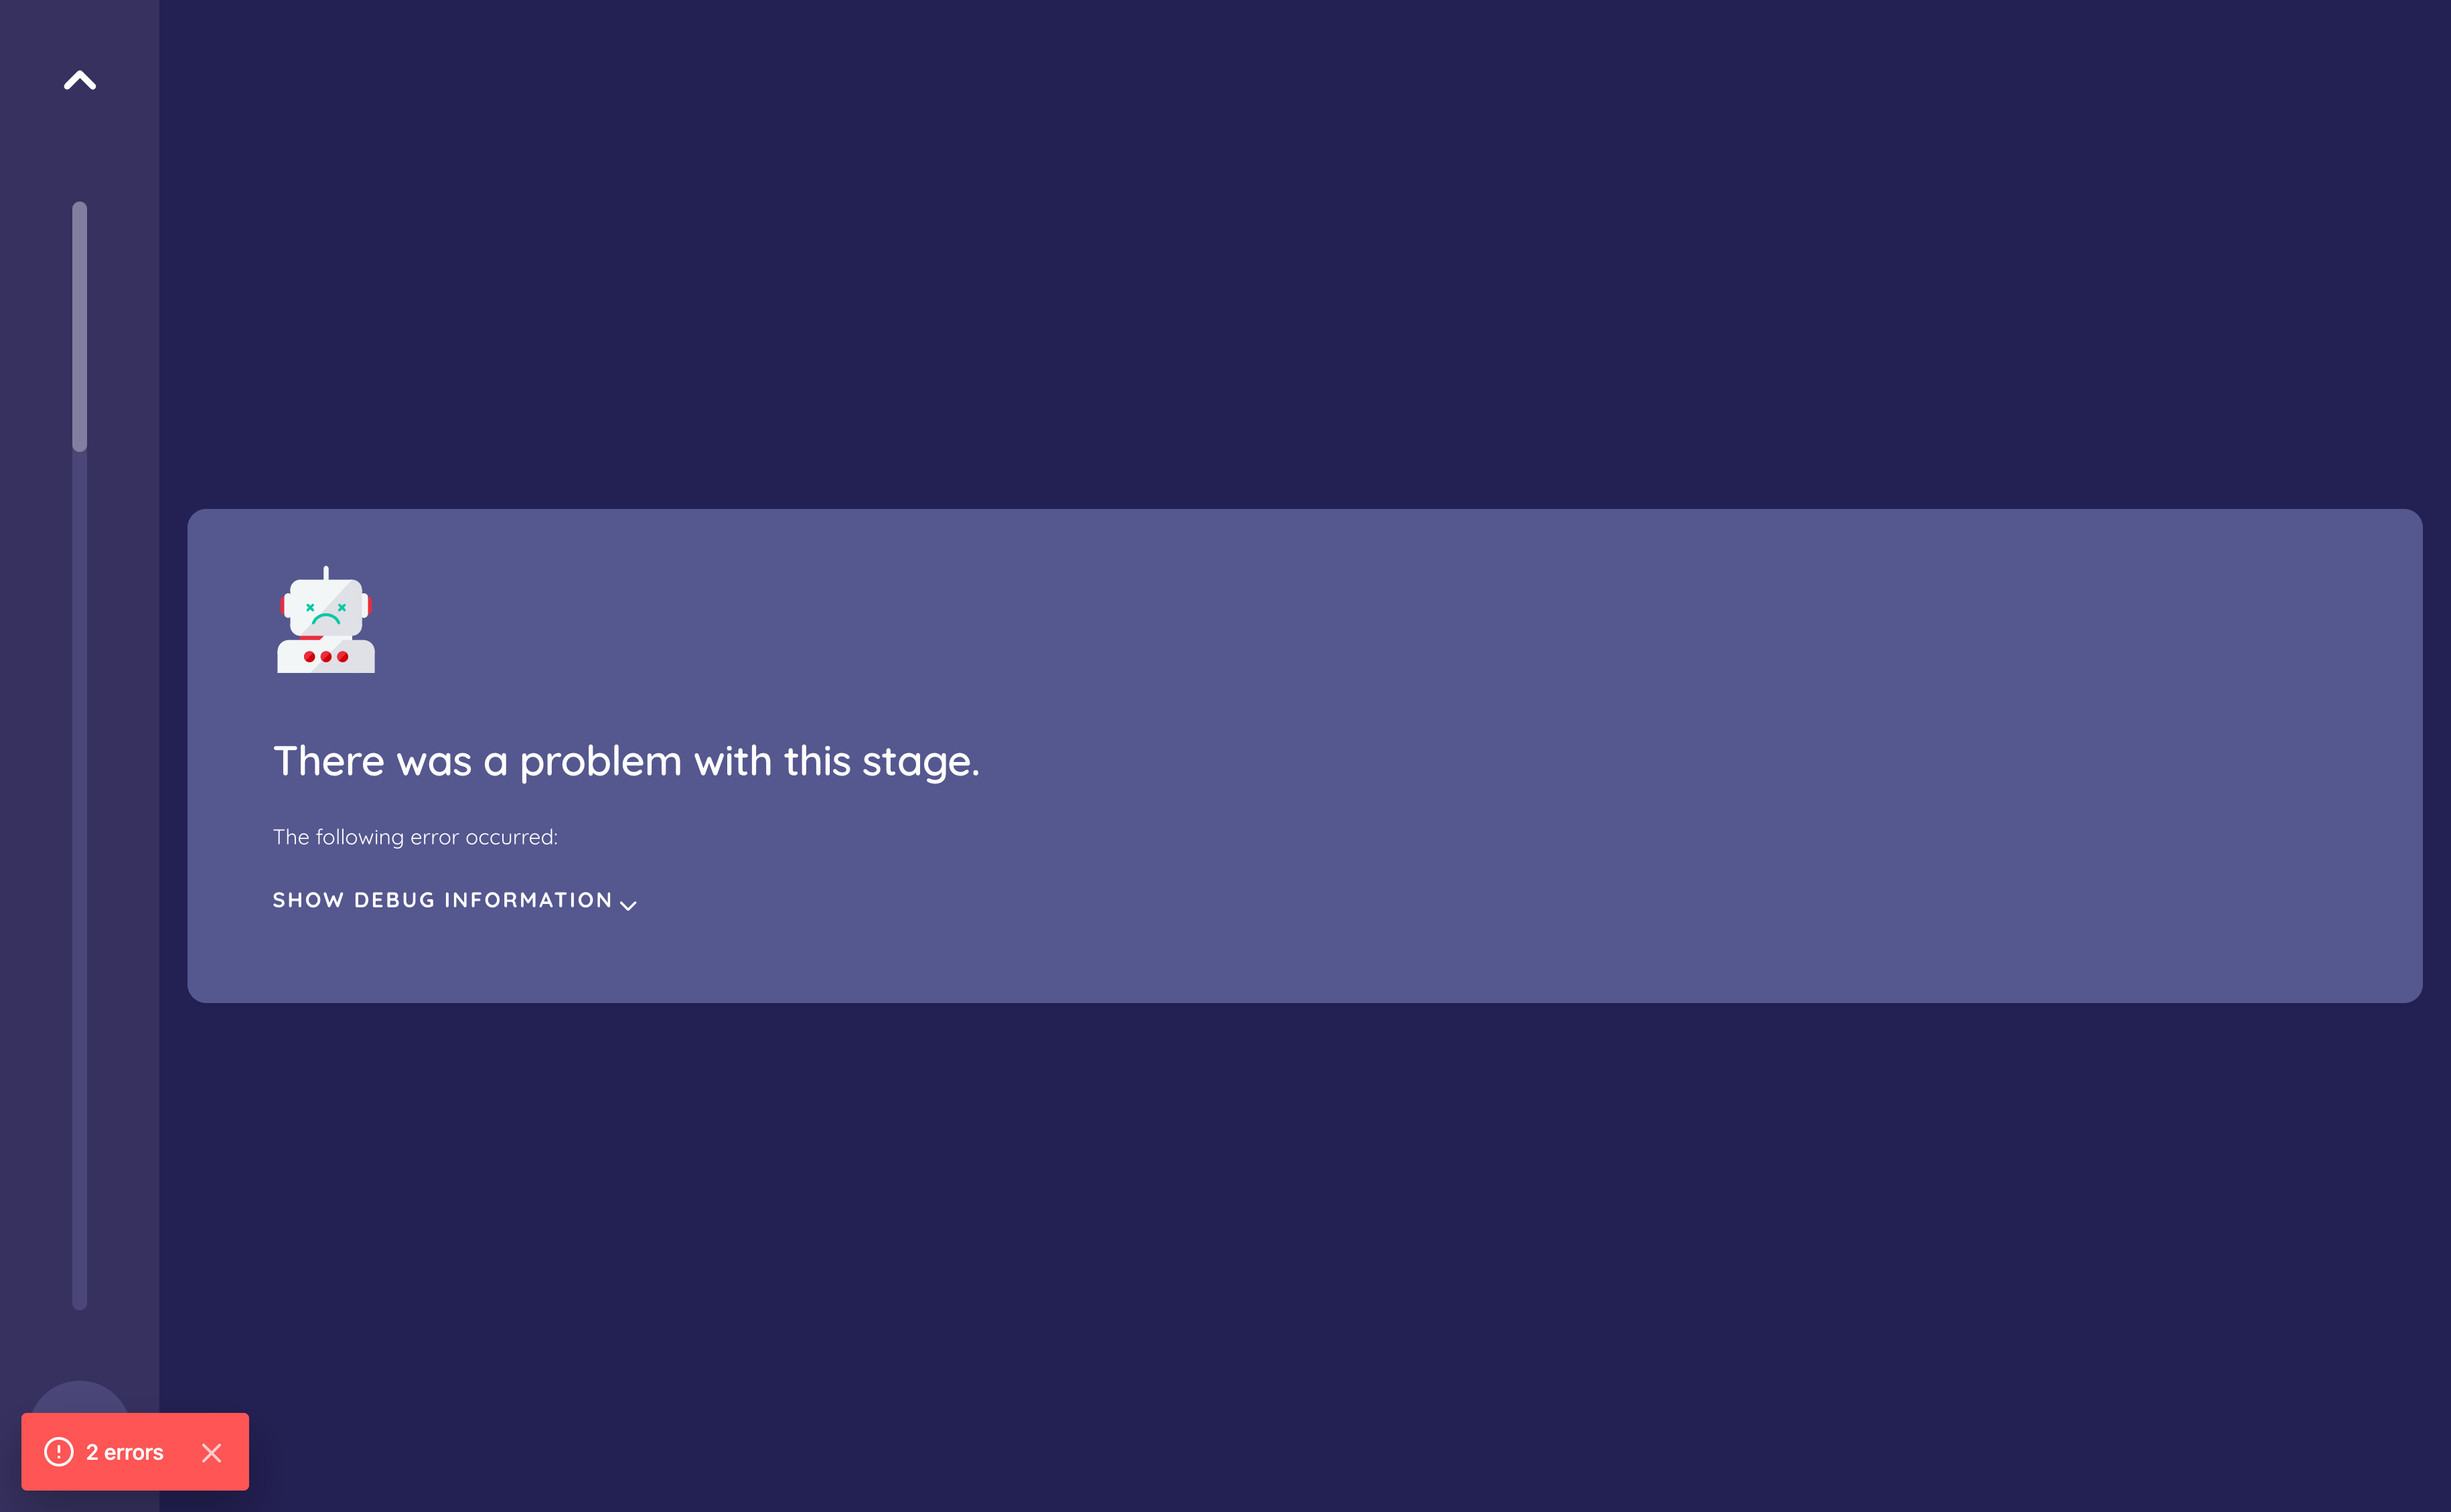 There was a problem with this stage.
The following error occurred:
SHOW DEBUG INFORMATION
2 errors